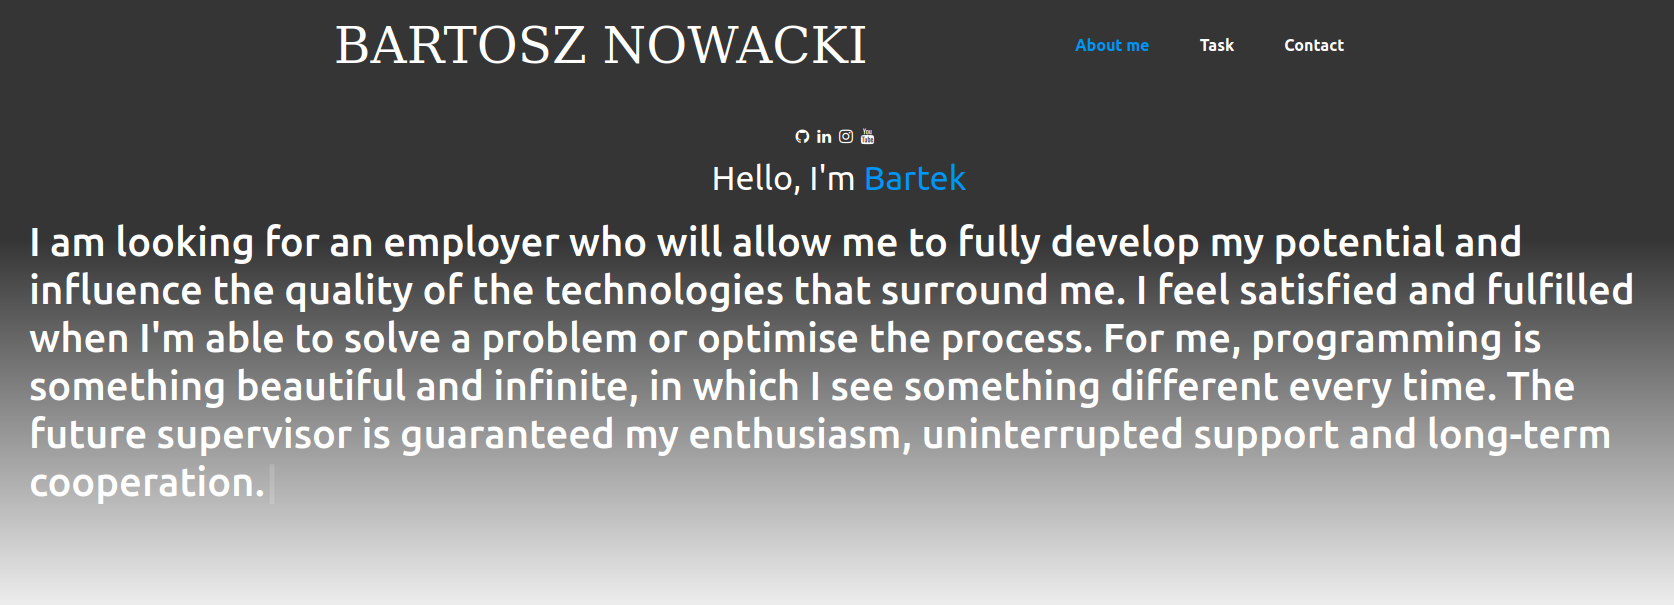 BARTOSZ NOWACKI
About me Task Contact
in You Tube
Hello, I'm Bartek
I am looking for an employer who will allow me to fully develop my potential and
influence the quality of the technologies that surround me. I feel satisfied and fulfilled
when I'm able to solve a problem or optimise the process. For me, programming is
something beautiful and infinite, in which I see something different every time. The
future supervisor is guaranteed my enthusiasm, uninterrupted support and long-term
cooperation.